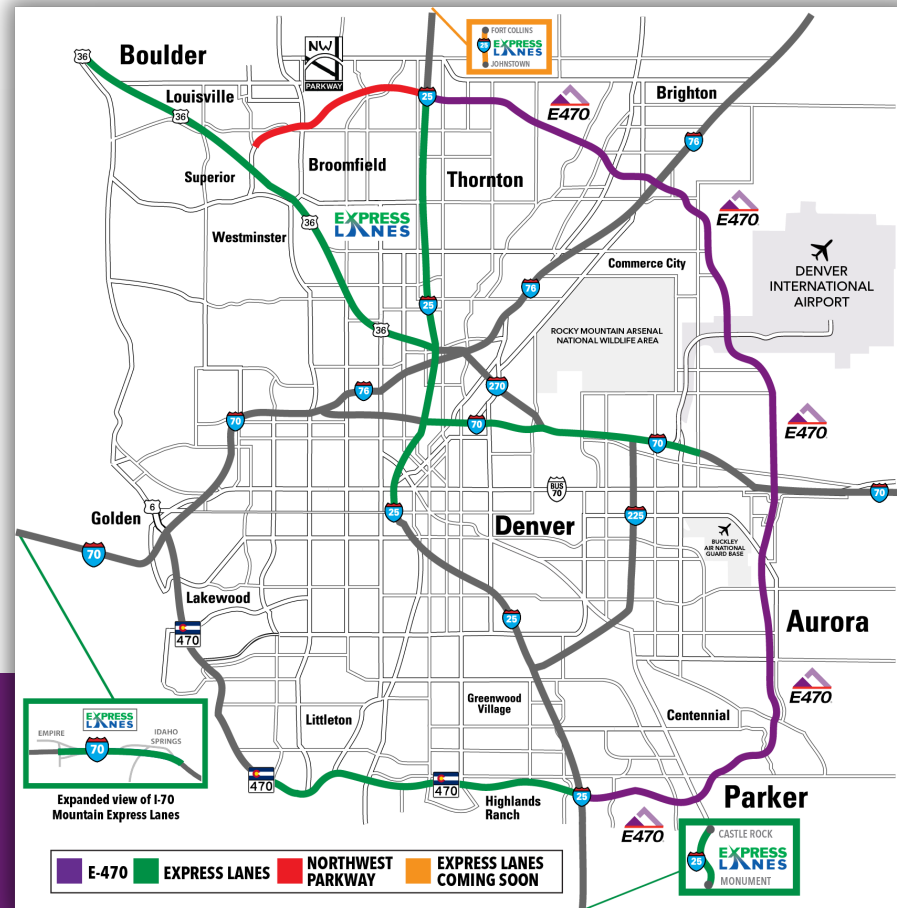 FORT COLLINS
25 EXPRESS
LANES
JOHNSTOWN
36
Boulder
NW
PARKWAY
Louisville
36
25
E470
Brighton
76
Superior
Broomfield
Thornton
E470
36
EXPRESS
LANES
Westminster
Commerce City
DENVER
INTERNATIONAL
AIRPORT
76
25
36
ROCKY MOUNTAIN ARSENAL
NATIONAL WILDLIFE AREA
76
270
70
70
70
E470
BUS
70
70
6
Golden
25
Denver
225
BUCKLEY
AIR NATIONAL
GUARD BASE
70
Lakewood
25
Aurora
470
E470
Greenwood
Village
Littleton
Centennial
EXPRESS
LANES
EMPIRE
IDAHO
SPRINGS
70
Expanded view of I-70
Mountain Express Lanes
470
470
Highlands
Ranch
25
Parker
E470
CASTLE ROCK
25 EXPRESS
LANES
MONUMENT
E-470
EXPRESS LANES
NORTHWEST
PARKWAY
EXPRESS LANES
COMING SOON